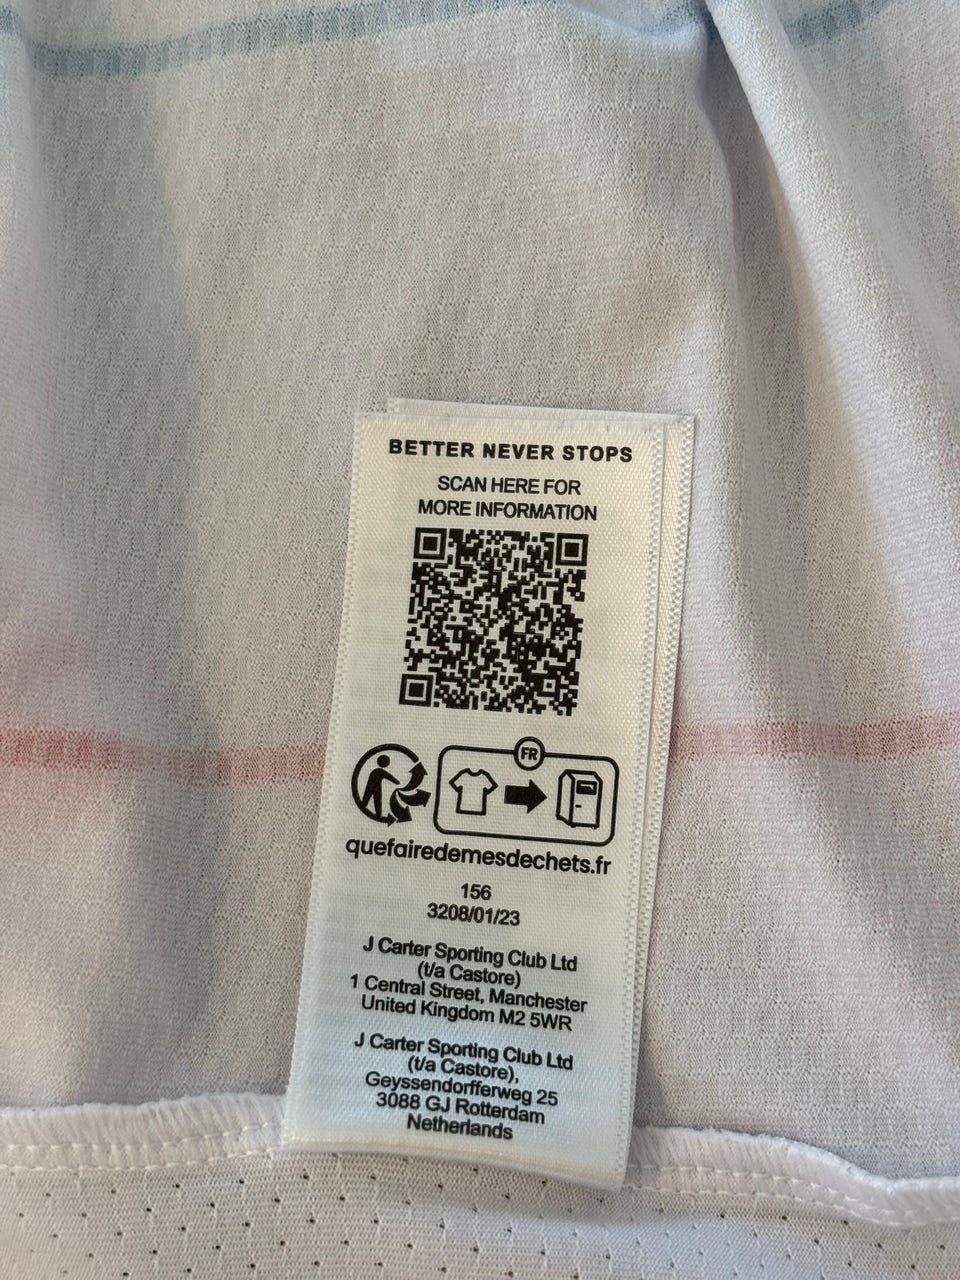 BETTER NEVER STOPS
SCAN HERE FOR
MORE INFORMATION
FR
quefairedemesdechets.fr
156
3208/01/23
J Carter Sporting Club Ltd
(t/a Castore)
1 Central Street, Manchester
United Kingdom M2 5WR
J Carter Sporting Club Ltd
(t/a Castore),
Geyssendorfferweg 25
3088 GJ Rotterdam
Netherlands